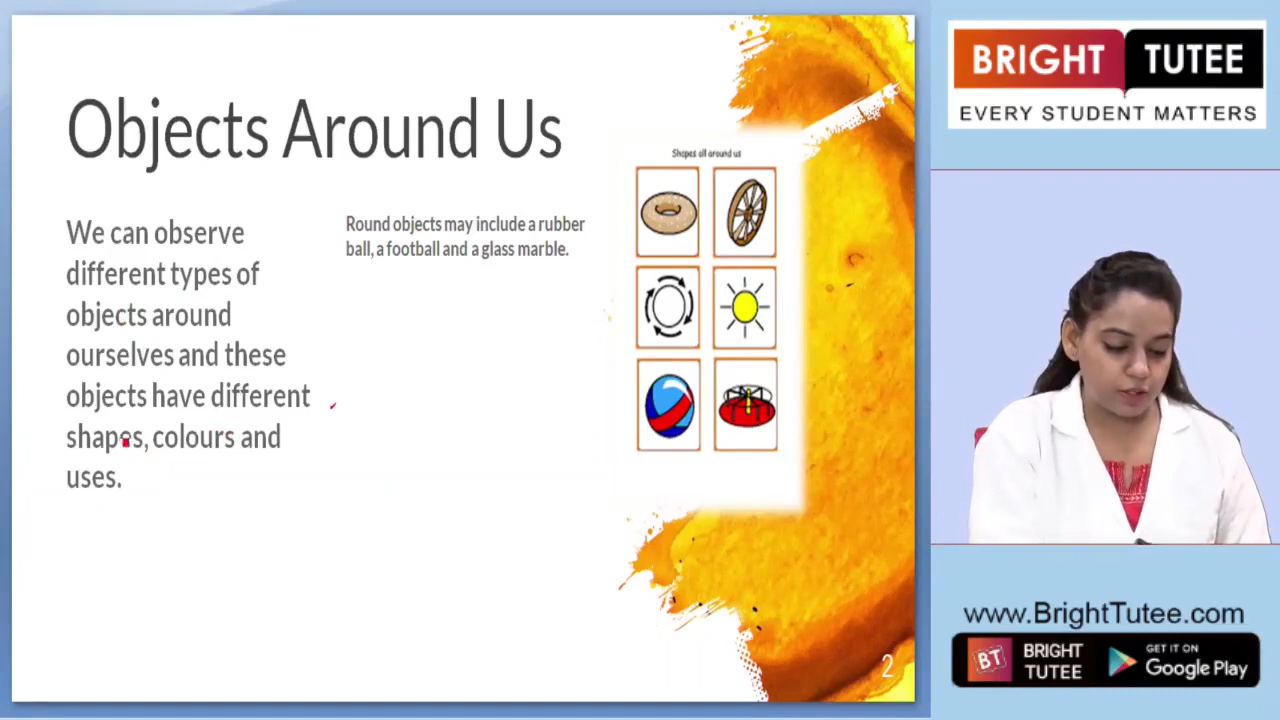 Objects Around Us
We can observe
different types of
objects around
ourselves and these
objects have different
shapes, colours and
uses.
Round objects may include a rubber
ball, a football and a glass marble.
Shapes all around us
2
BRIGHT TUTEE
EVERY STUDENT MATTERS
www.BrightTutee.com
BT
BRIGHT
TUTEE
GET IT ON
Google Play